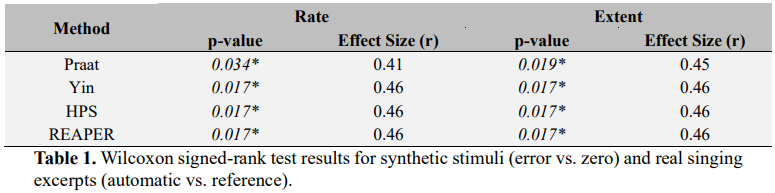 Method Rate Extent
p-value Effect Size (r) p-value Effect Size (r)
Praat 0.034* 0.41 0.019* 0.45
Yin 0.017* 0.46 0.017* 0.46
HPS 0.017* 0.46 0.017* 0.46
REAPER 0.017* 0.46 0.017* 0.46
Table 1. Wilcoxon signed-rank test results for synthetic stimuli (error vs. zero) and real singing
excerpts (automatic vs. reference).